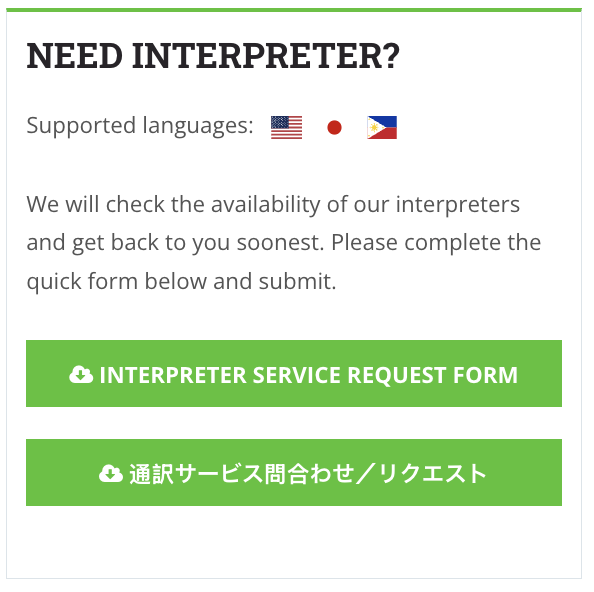 NEED INTERPRETER?
Supported languages:
We will check the availability of our interpreters
and get back to you soonest. Please complete the
quick form below and submit.
INTERPRETER SERVICE REQUEST FORM
通訳サービス問合わせ／リクエスト